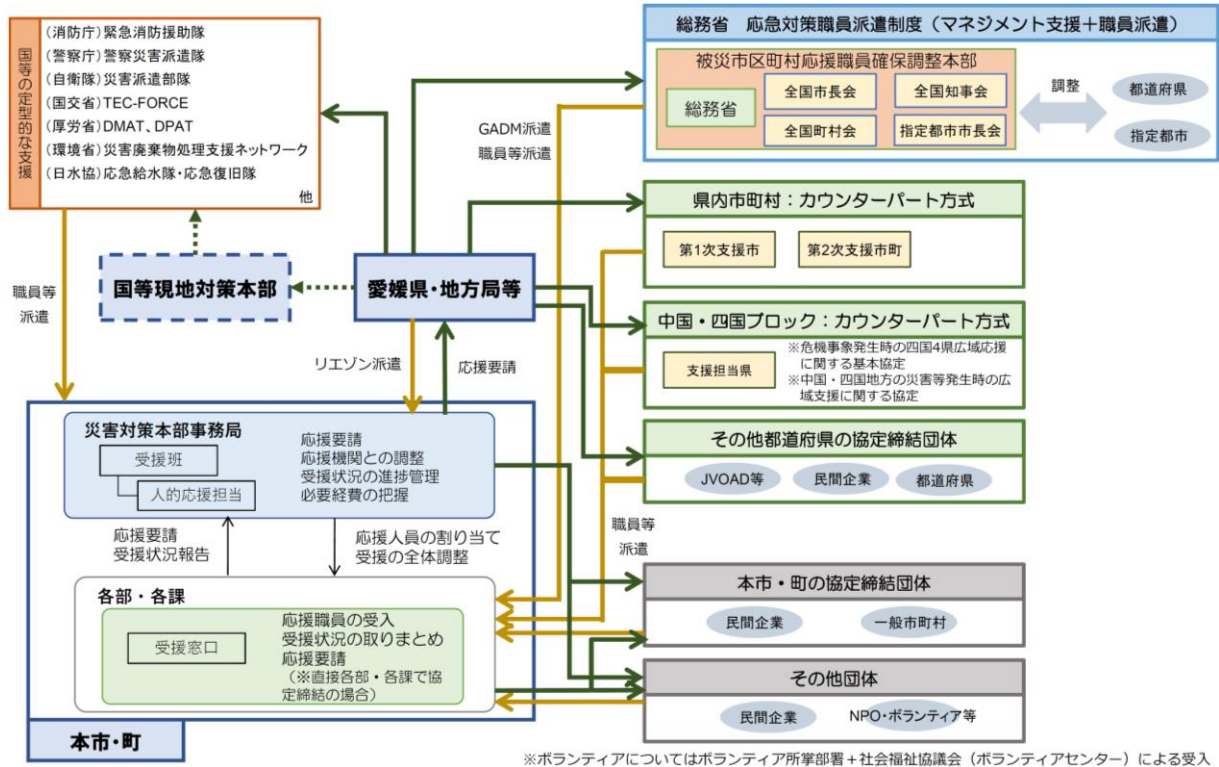 国等の定型的な支援
(消防庁)緊急消防援助隊
(警察庁)警察災害派遣隊
(自衛隊)災害派遣部隊
(国交省)TEC-FORCE
(厚労省)DMAT、DPAT
(環境省)災害廃棄物処理支援ネットワーク
(日水協)応急給水隊・応急復旧隊
他
総務省 応急対策職員派遣制度(マネジメント支援+職員派遣)
被災市区町村応援職員確保調整本部
総務省
全国市長会
全国知事会
全国町村会
指定都市市長会
調整
都道府県
指定都市
GADM派遣
職員等派遣
県内市町村:カウンターパート方式
第1次支援市
第2次支援市町
国等現地対策本部
愛媛県・地方局等
職員等
派遣
リエゾン派遣
応援要請
中国・四国ブロック:カウンターパート方式
支援担当県
※危機事象発生時の四国4県広域応援
に関する基本協定
※中国・四国地方の災害等発生時の広
域支援に関する協定
災害対策本部事務局
受援班
人的応援担当
応援要請
応援機関との調整
受援状況の進捗管理
必要経費の把握
その他都道府県の協定締結団体
JVOAD等
民間企業
都道府県
応援要請
受援状況報告
応援人員の割り当て
受援の全体調整
職員等
派遣
各部・各課
受援窓口
応援職員の受入
受援状況の取りまとめ
応援要請
(※直接各部・各課で協
定締結の場合)
本市・町の協定締結団体
民間企業
一般市町村
その他団体
民間企業
NPO・ボランティア等
本市・町
※ボランティアについてはボランティア所掌部署+社会福祉協議会(ボランティアセンター)による受入